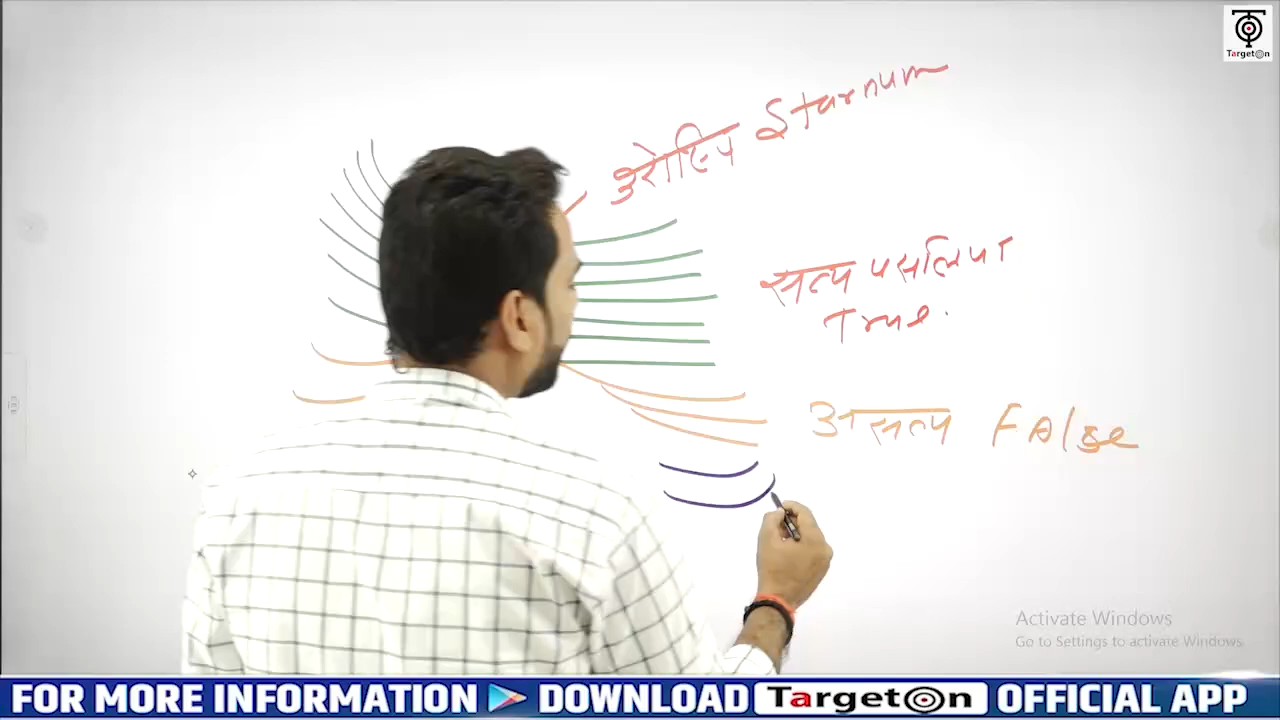 TargetOn
उरोस्थि Starnum
सत्य पसलिया
True.
असत्य FAlse
Activate Windows
Go to Settings to activate Windows.
FOR MORE INFORMATION DOWNLOAD TargetOn OFFICIAL APP